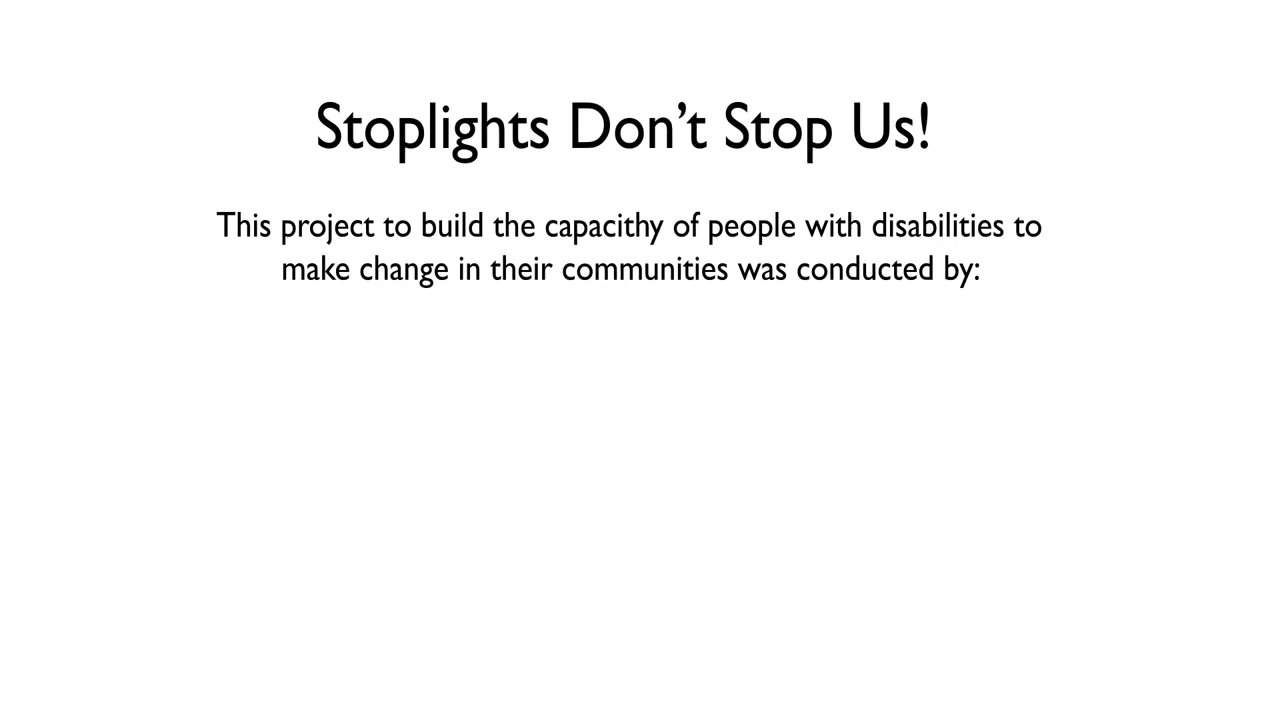 Stoplights Don’t Stop Us!
This project to build the capacithy of people with disabilities to
make change in their communities was conducted by: